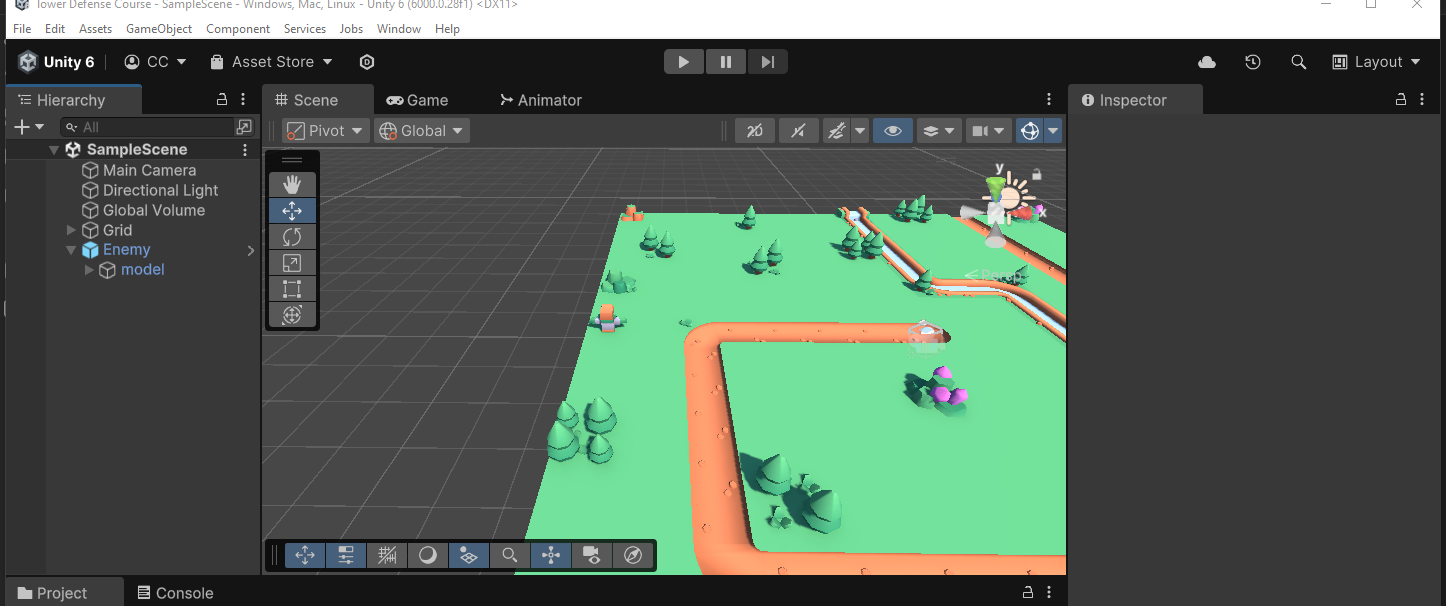 Tower Defense Course - SampleScene - Windows, Mac, Linux - Unity 6 (6000.0.28f1) <DX11>
File Edit Assets GameObject Component Services Jobs Window Help
Unity 6 CC Asset Store Layout
Hierarchy Scene Game Animator Inspector
All Pivot Global 2D
SampleScene
Main Camera
Directional Light
Global Volume
Grid
Enemy
model
y
x
Persp
Project Console